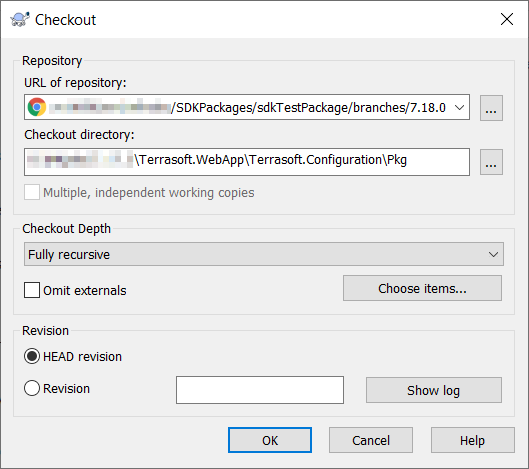 Checkout
Repository
URL of repository:
/SDKPackages/sdkTestPackage/branches/7.18.0
...
Checkout directory:
\Terrasoft.WebApp\Terrasoft.Configuration\Pkg
...
Multiple, independent working copies
Checkout Depth
Fully recursive
Omit externals
Choose items...
Revision
HEAD revision
Revision
Show log
OK
Cancel
Help